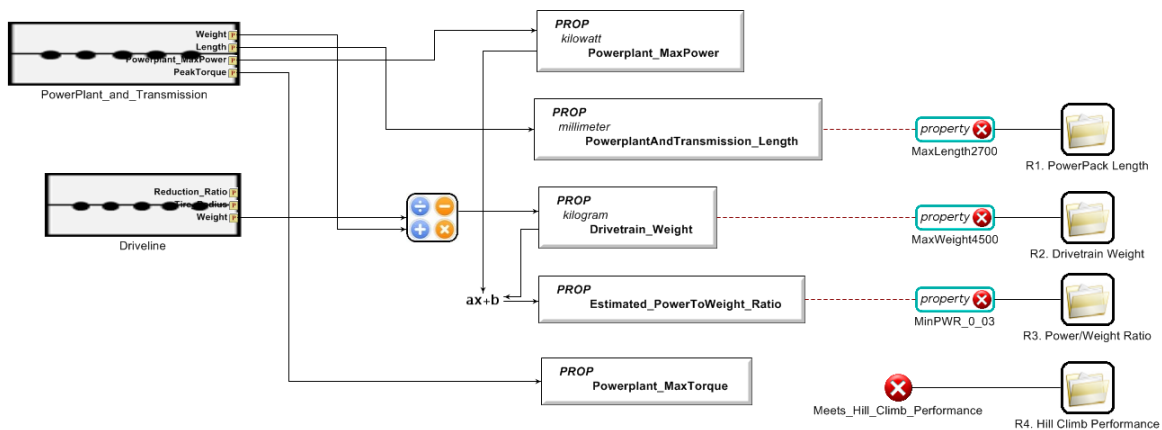 Weight
Length
Powerplant_MaxPower
PeakTorque
PowerPlant_and_Transmission
PROP
kilowatt
Powerplant_MaxPower
PROP
millimeter
PowerplantAndTransmission_Length
property
MaxLength2700
R1. PowerPack Length
Reduction_Ratio
Tire_Radius
Weight
Driveline
PROP
kilogram
Drivetrain_Weight
property
MaxWeight4500
R2. Drivetrain Weight
ax+b
PROP
Estimated_PowerToWeight_Ratio
property
MinPWR_0_03
R3. Power/Weight Ratio
PROP
Powerplant_MaxTorque
Meets_Hill_Climb_Performance
R4. Hill Climb Performance